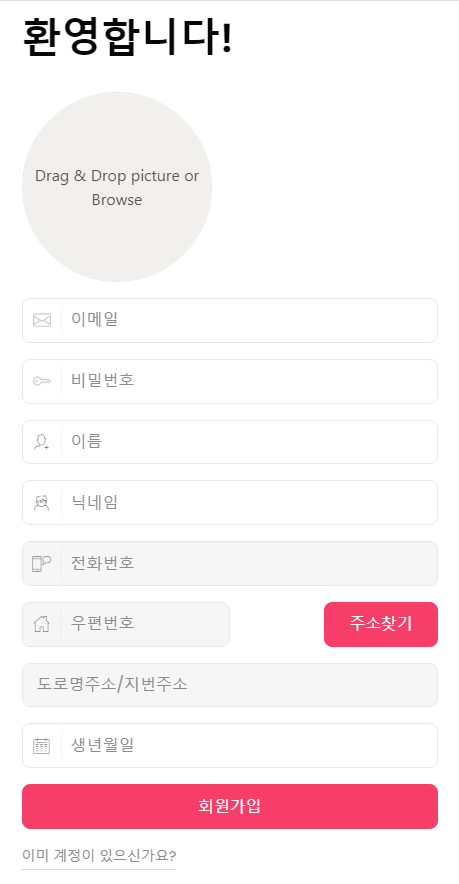 환영합니다!
Drag & Drop picture or
Browse
이메일
비밀번호
이름
닉네임
전화번호
우편번호 주소찾기
도로명주소/지번주소
생년월일
회원가입
이미 계정이 있으신가요?